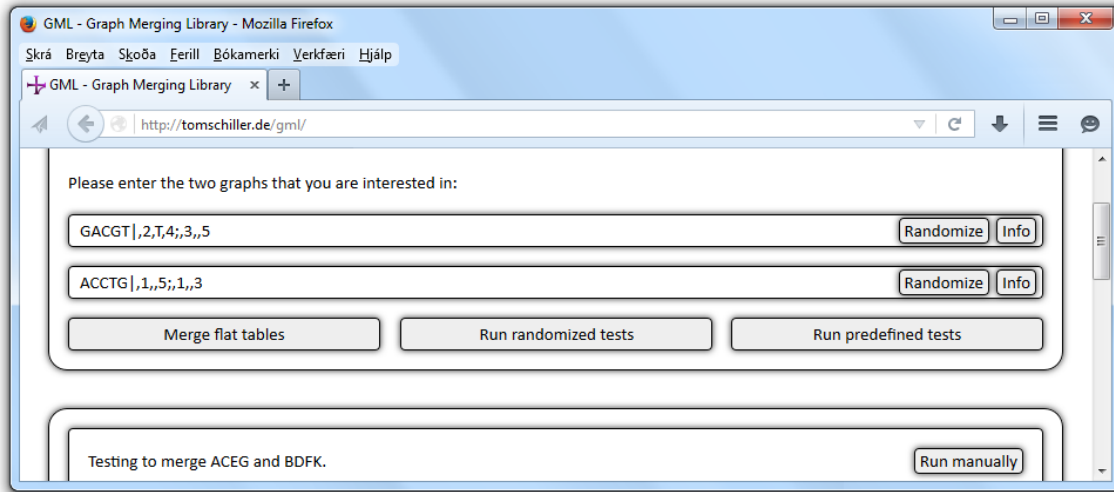 GML - Graph Merging Library - Mozilla Firefox
Skrá Breyta Skoða Ferill Bókamerki Verkfæri Hjálp
GML - Graph Merging Library × +
http://tomschiller.de/gml/
Please enter the two graphs that you are interested in:
GACGT|,2,T,4;,3,,5 Randomize Info
ACCTG|,1,,5;,1,,3 Randomize Info
Merge flat tables Run randomized tests Run predefined tests
Testing to merge ACEG and BDFK. Run manually